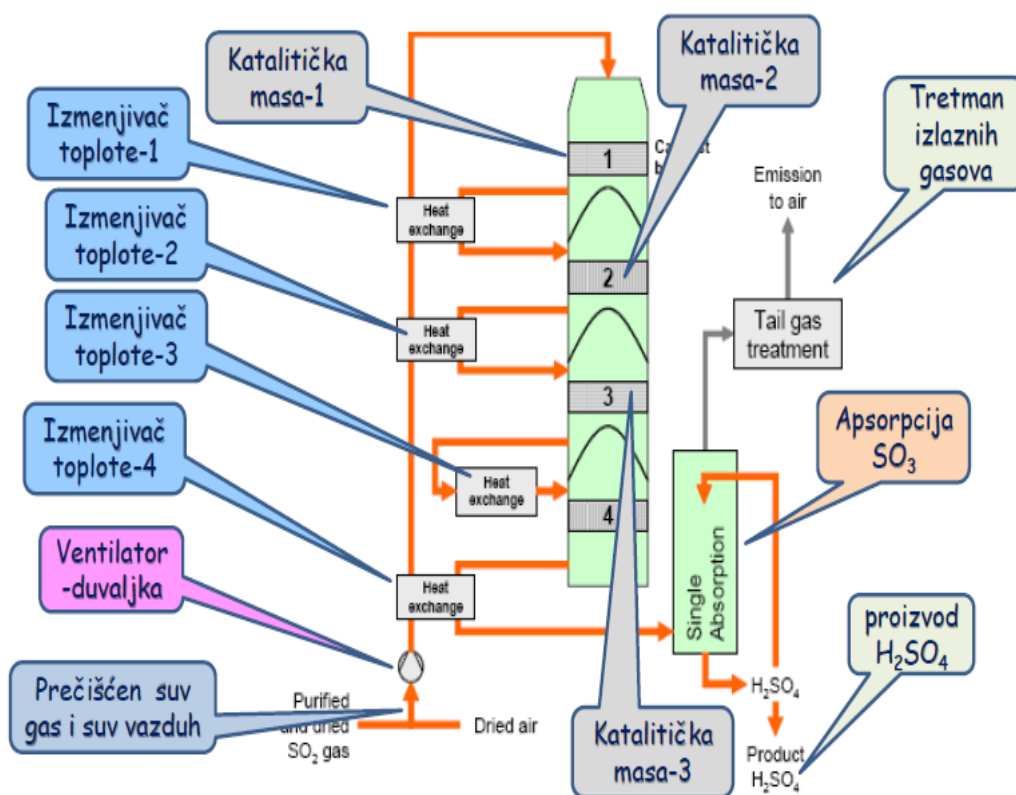 Katalitička
masa-1
Katalitička
masa-2
Tretman
izlaznih
gasova
Izmenjivač
toplote-1
1
Emission
to air
Heat
exchange
Izmenjivač
toplote-2
2
Izmenjivač
toplote-3
Heat
exchange
Tail gas
treatment
3
Izmenjivač
toplote-4
Apsorpcija
SO₃
Heat
exchange
4
Ventilator
-duvaljka
Heat
exchange
Single
Absorption
proizvod
H₂SO₄
Prečišćen suv
gas i suv vazduh
Purified
and dried
SO₂ gas
Dried air
H₂SO₄
Katalitička
masa-3
Product
H₂SO₄